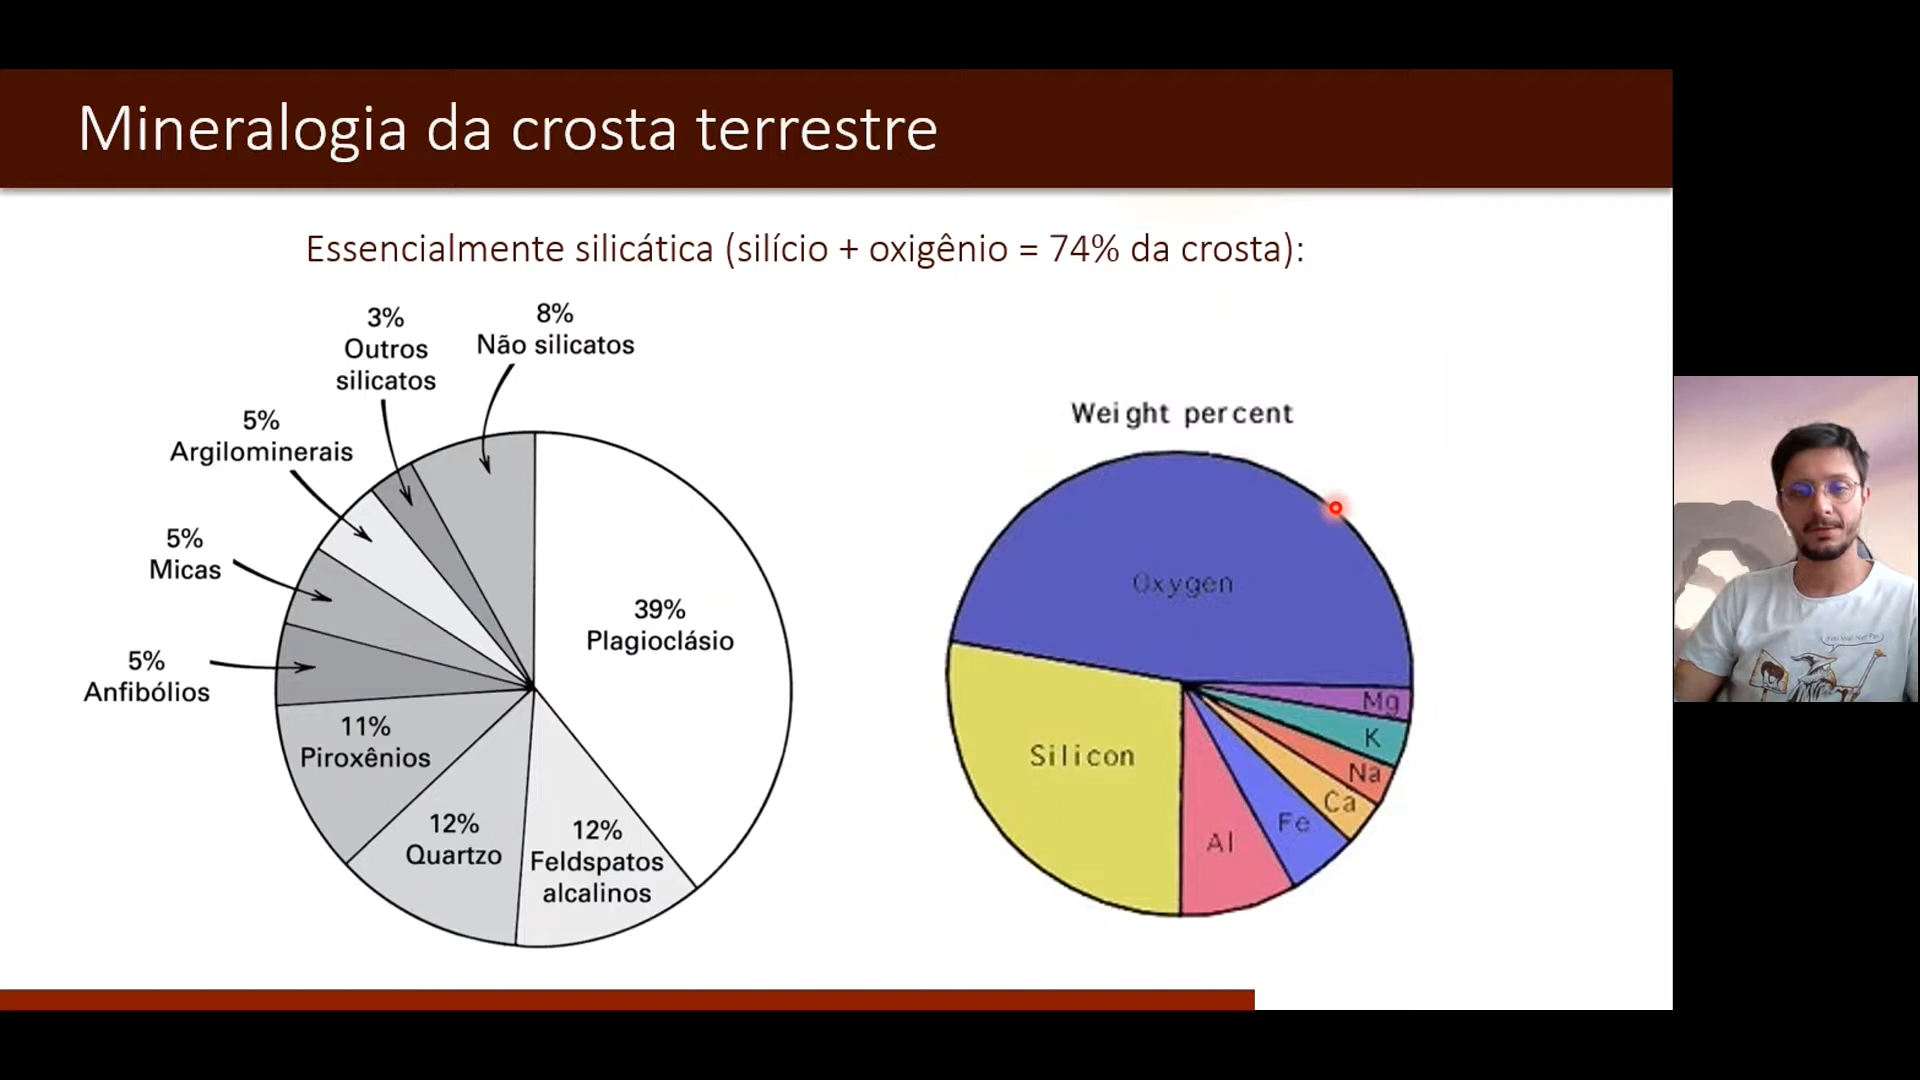 Mineralogia da crosta terrestre
Essencialmente silicática (silício + oxigênio = 74% da crosta):
3%
Outros
silicatos
8%
Não silicatos
5%
Argilominerais
5%
Micas
5%
Anfibólios
11%
Piroxênios
12%
Quartzo
12%
Feldspatos
alcalinos
39%
Plagioclásio
Weight percent
Oxygen
Silicon
Al
Fe
Ca
Na
K
Mg